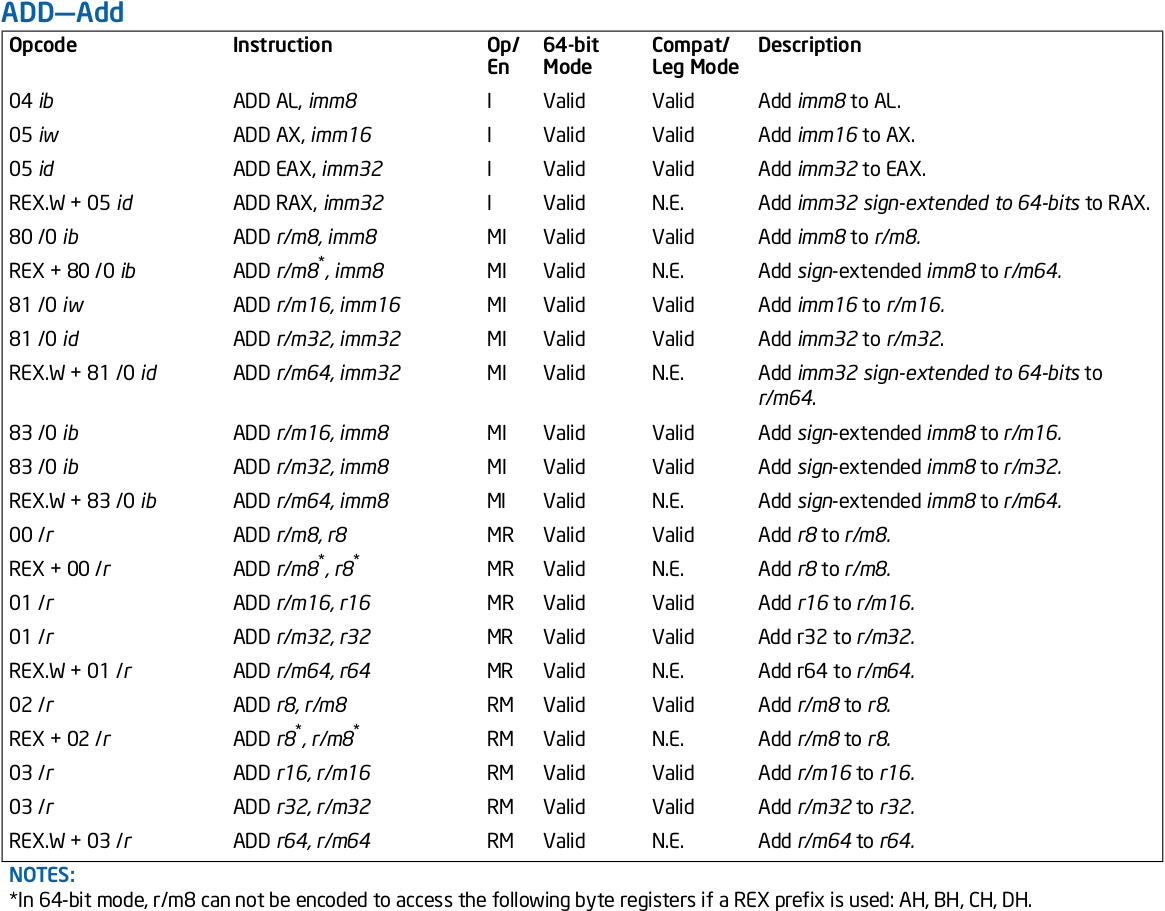 ADD—Add
Opcode Instruction Op/ 64-bit Compat/ Description
En Mode Leg Mode
04 ib ADD AL, imm8 I Valid Valid Add imm8 to AL.
05 iw ADD AX, imm16 I Valid Valid Add imm16 to AX.
05 id ADD EAX, imm32 I Valid Valid Add imm32 to EAX.
REX.W + 05 id ADD RAX, imm32 I Valid N.E. Add imm32 sign-extended to 64-bits to RAX.
80 /0 ib ADD r/m8, imm8 MI Valid Valid Add imm8 to r/m8.
REX + 80 /0 ib ADD r/m8*, imm8 MI Valid N.E. Add sign-extended imm8 to r/m64.
81 /0 iw ADD r/m16, imm16 MI Valid Valid Add imm16 to r/m16.
81 /0 id ADD r/m32, imm32 MI Valid Valid Add imm32 to r/m32.
REX.W + 81 /0 id ADD r/m64, imm32 MI Valid N.E. Add imm32 sign-extended to 64-bits to
r/m64.
83 /0 ib ADD r/m16, imm8 MI Valid Valid Add sign-extended imm8 to r/m16.
83 /0 ib ADD r/m32, imm8 MI Valid Valid Add sign-extended imm8 to r/m32.
REX.W + 83 /0 ib ADD r/m64, imm8 MI Valid N.E. Add sign-extended imm8 to r/m64.
00 /r ADD r/m8, r8 MR Valid Valid Add r8 to r/m8.
REX + 00 /r ADD r/m8*, r8* MR Valid N.E. Add r8 to r/m8.
01 /r ADD r/m16, r16 MR Valid Valid Add r16 to r/m16.
01 /r ADD r/m32, r32 MR Valid Valid Add r32 to r/m32.
REX.W + 01 /r ADD r/m64, r64 MR Valid N.E. Add r64 to r/m64.
02 /r ADD r8, r/m8 RM Valid Valid Add r/m8 to r8.
REX + 02 /r ADD r8*, r/m8* RM Valid N.E. Add r/m8 to r8.
03 /r ADD r16, r/m16 RM Valid Valid Add r/m16 to r16.
03 /r ADD r32, r/m32 RM Valid Valid Add r/m32 to r32.
REX.W + 03 /r ADD r64, r/m64 RM Valid N.E. Add r/m64 to r64.
NOTES:
*In 64-bit mode, r/m8 can not be encoded to access the following byte registers if a REX prefix is used: AH, BH, CH, DH.